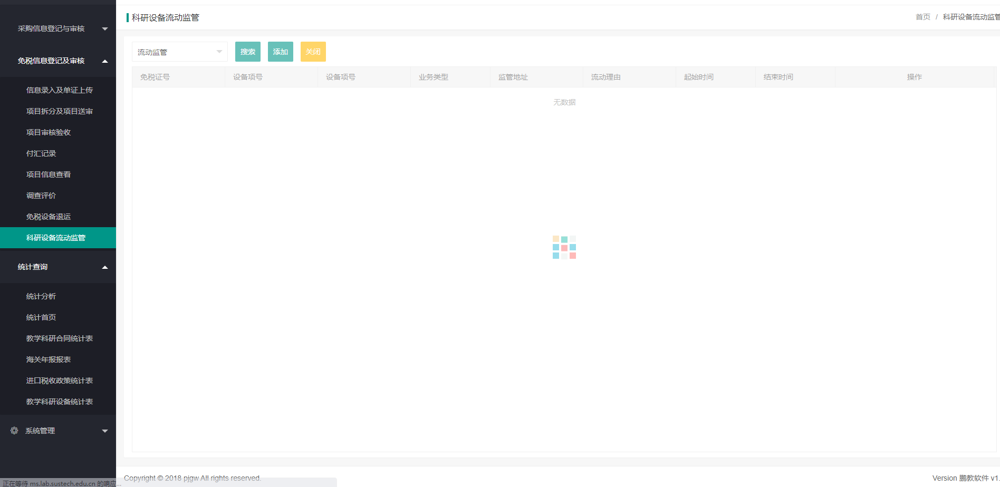 科研设备流动监管
首页 / 科研设备流动监管
采购信息登记与审核
免税信息登记及审核
信息录入及单证上传
项目拆分及项目送审
项目审核验收
付汇记录
项目信息查看
调查评价
免税设备退运
科研设备流动监管
统计查询
统计分析
统计首页
教学科研合同统计表
海关年报报表
进口税收政策统计表
教学科研设备统计表
系统管理
流动监管 搜索 添加 关闭
免税证号 设备项号 设备项号 业务类型 监管地址 流动理由 起始时间 结束时间 操作
无数据
Copyright © 2018 pjgw All rights reserved.
Version 鹏教软件 v1.
正在等待 ms.lab.sustech.edu.cn 的响应...